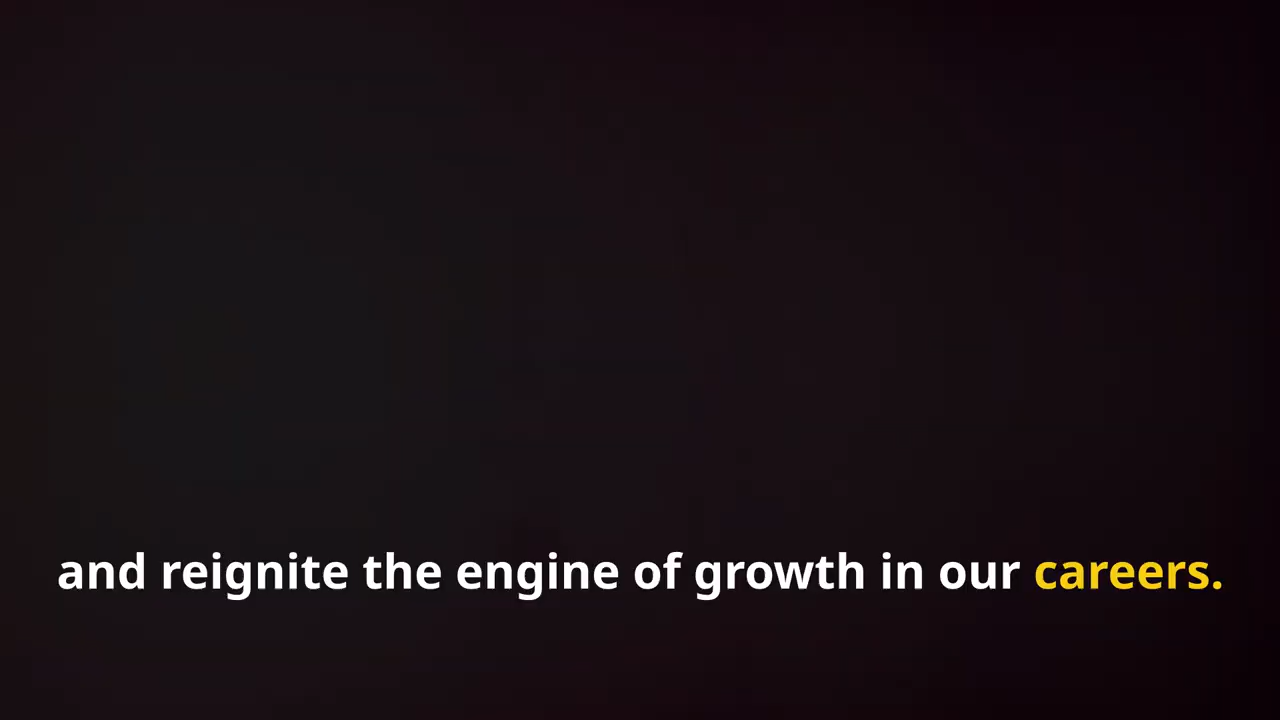 and reignite the engine of growth in our careers.